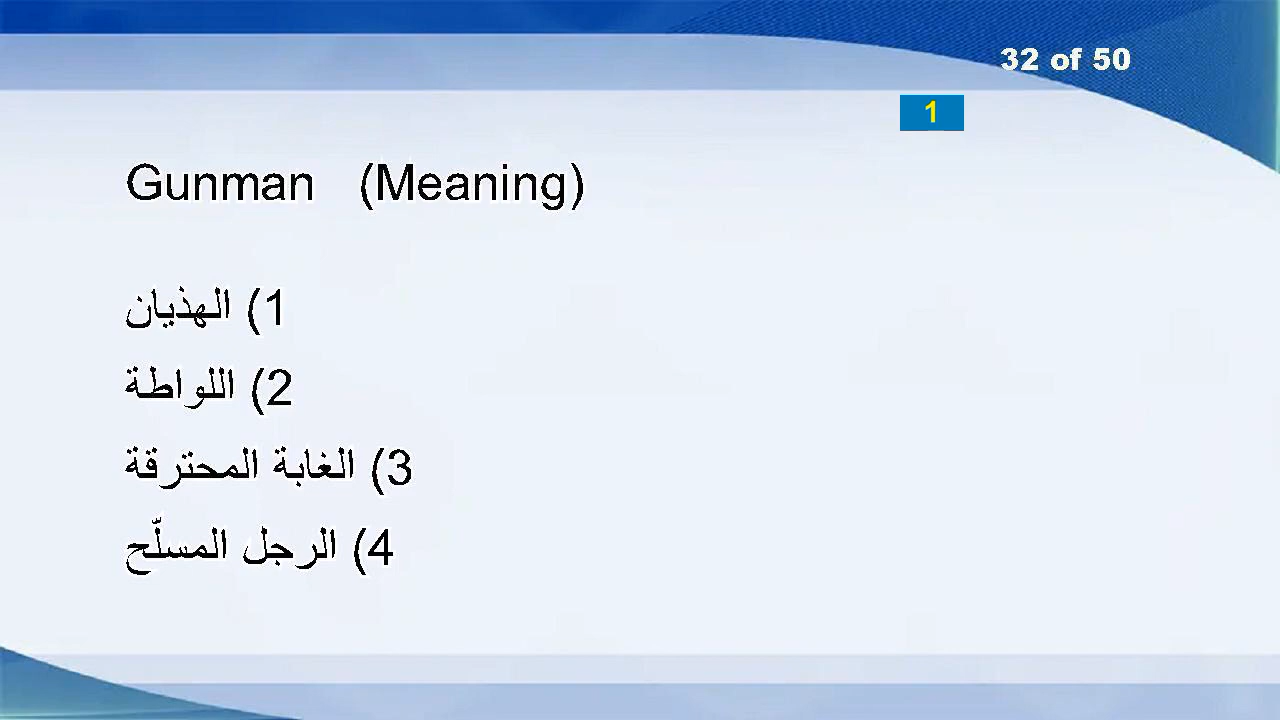 32 of 50
1
Gunman (Meaning)
1) الهذيان
2) اللواطة
3) الغابة المحترقة
4) الرجل المسلّح